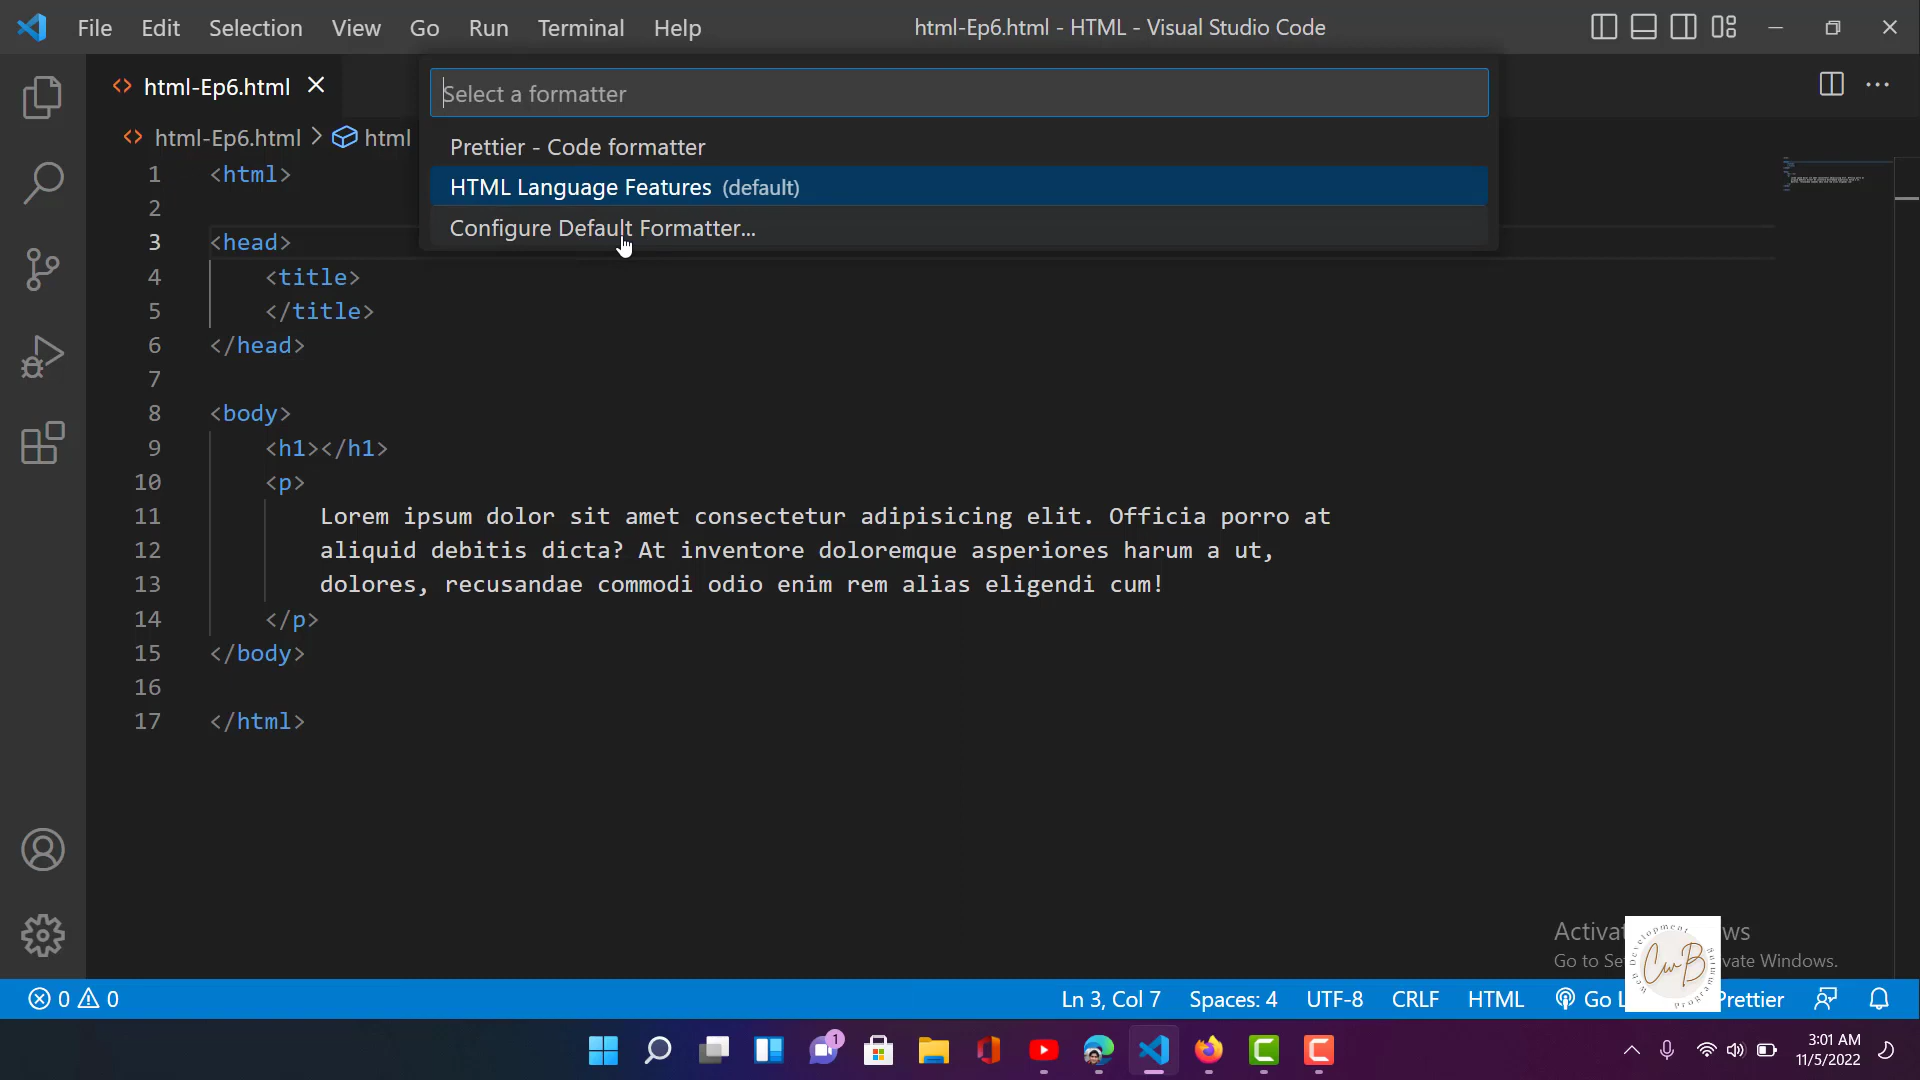 File Edit Selection View Go Run Terminal Help html-Ep6.html - HTML - Visual Studio Code
html-Ep6.html
Select a formatter
html-Ep6.html > html
Prettier - Code formatter
HTML Language Features (default)
Configure Default Formatter...
1 <html>
2
3 <head>
4 <title>
5 </title>
6 </head>
7
8 <body>
9 <h1></h1>
10 <p>
11 Lorem ipsum dolor sit amet consectetur adipisicing elit. Officia porro at
12 aliquid debitis dicta? At inventore doloremque asperiores harum a ut,
13 dolores, recusandae commodi odio enim rem alias eligendi cum!
14 </p>
15 </body>
16
17 </html>
Go to vate Windows.
Web Development
CwB
Programming
0 0 Ln 3, Col 7 Spaces: 4 UTF-8 CRLF HTML Go Prettier
1
3:01 AM
11/5/2022